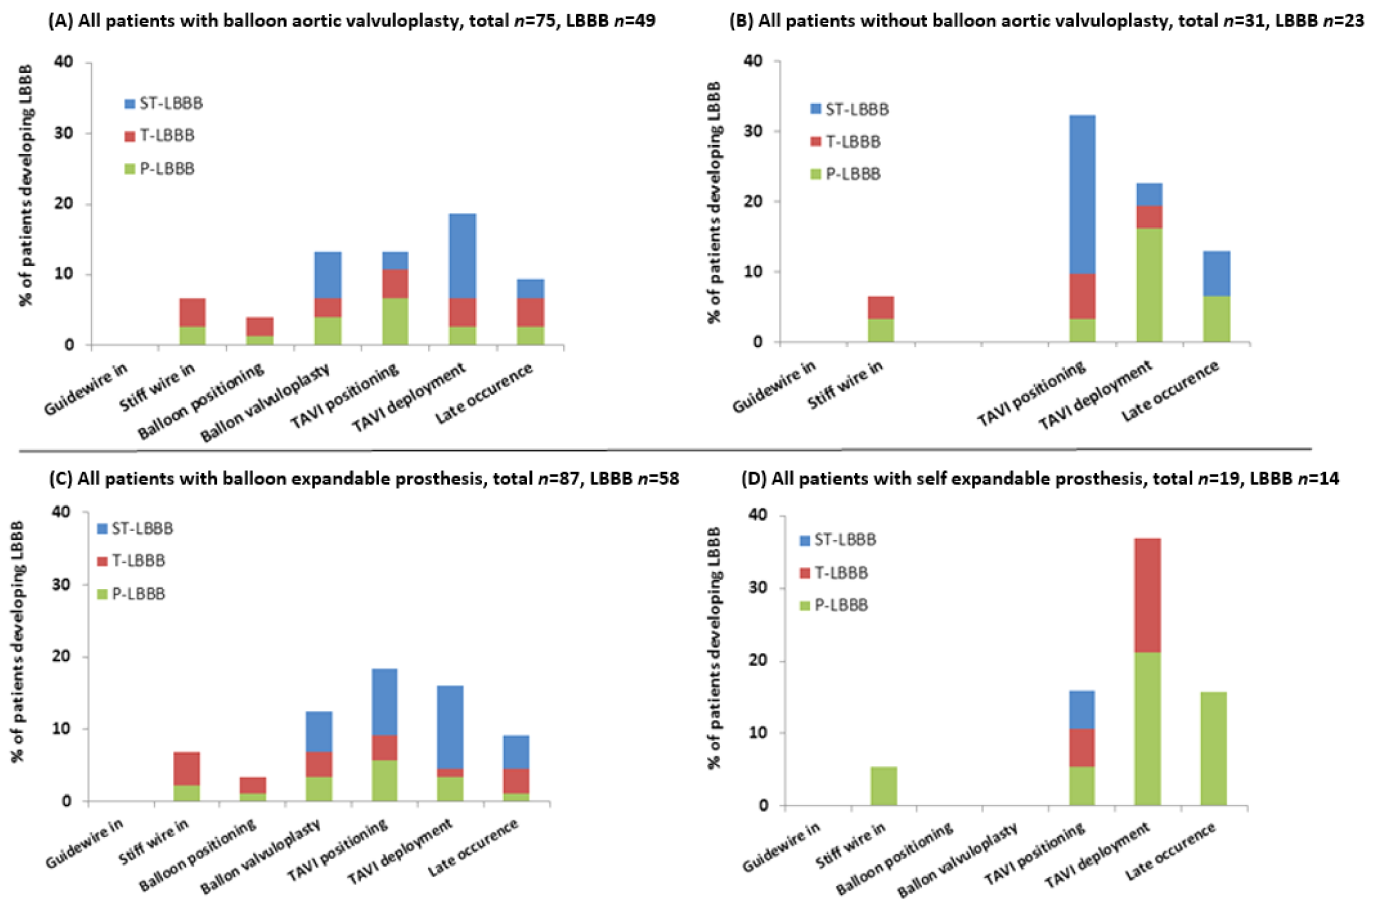 (A) All patients with balloon aortic valvuloplasty, total n=75, LBBB n=49
% of patients developing LBBB
40
30
20
10
0
ST-LBBB
T-LBBB
P-LBBB
Guidewire in
Stiff wire in
Balloon positioning
Ballon valvuloplasty
TAVI positioning
TAVI deployment
Late occurence
(B) All patients without balloon aortic valvuloplasty, total n=31, LBBB n=23
% of patients developing LBBB
40
30
20
10
0
ST-LBBB
T-LBBB
P-LBBB
Guidewire in
Stiff wire in
TAVI positioning
TAVI deployment
Late occurence
(C) All patients with balloon expandable prosthesis, total n=87, LBBB n=58
% of patients developing LBBB
40
30
20
10
0
ST-LBBB
T-LBBB
P-LBBB
Guidewire in
Stiff wire in
Balloon positioning
Ballon valvuloplasty
TAVI positioning
TAVI deployment
Late occurence
(D) All patients with self expandable prosthesis, total n=19, LBBB n=14
% of patients developing LBBB
40
30
20
10
0
ST-LBBB
T-LBBB
P-LBBB
Guidewire in
Stiff wire in
Balloon positioning
Ballon valvuloplasty
TAVI positioning
TAVI deployment
Late occurence